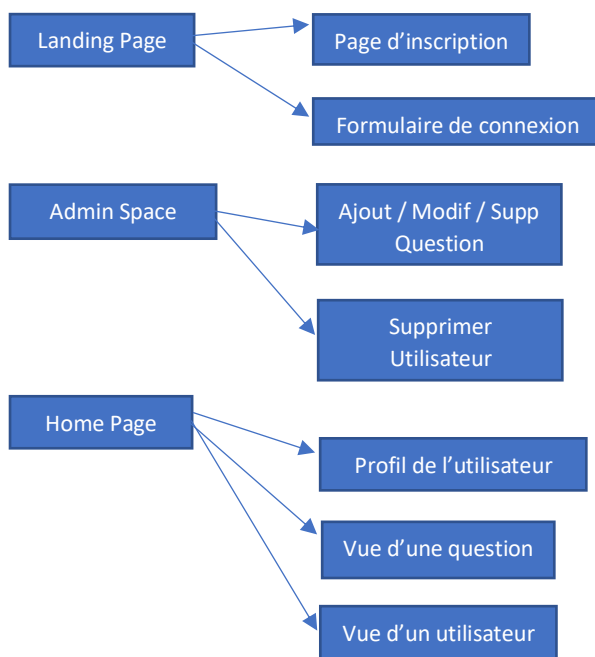 Landing Page
Page d’inscription
Formulaire de connexion
Admin Space
Ajout / Modif / Supp
Question
Supprimer
Utilisateur
Home Page
Profil de l’utilisateur
Vue d’une question
Vue d’un utilisateur